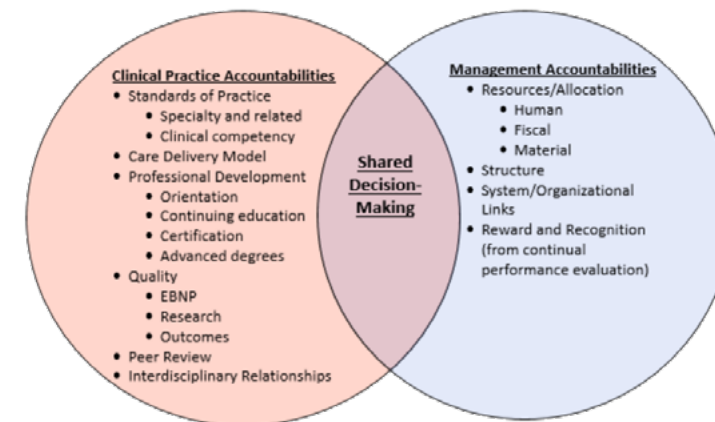 Clinical Practice Accountabilities
• Standards of Practice
• Specialty and related
• Clinical competency
• Care Delivery Model
• Professional Development
• Orientation
• Continuing education
• Certification
• Advanced degrees
• Quality
• EBNP
• Research
• Outcomes
• Peer Review
• Interdisciplinary Relationships
Shared
Decision-
Making
Management Accountabilities
• Resources/Allocation
• Human
• Fiscal
• Material
• Structure
• System/Organizational
Links
• Reward and Recognition
(from continual
performance evaluation)